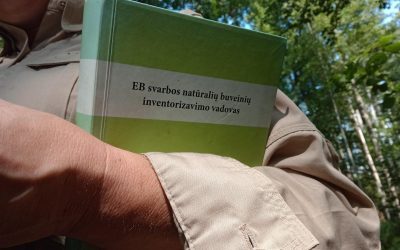 EB svarbos natūralių buveinių
inventorizavimo vadovas